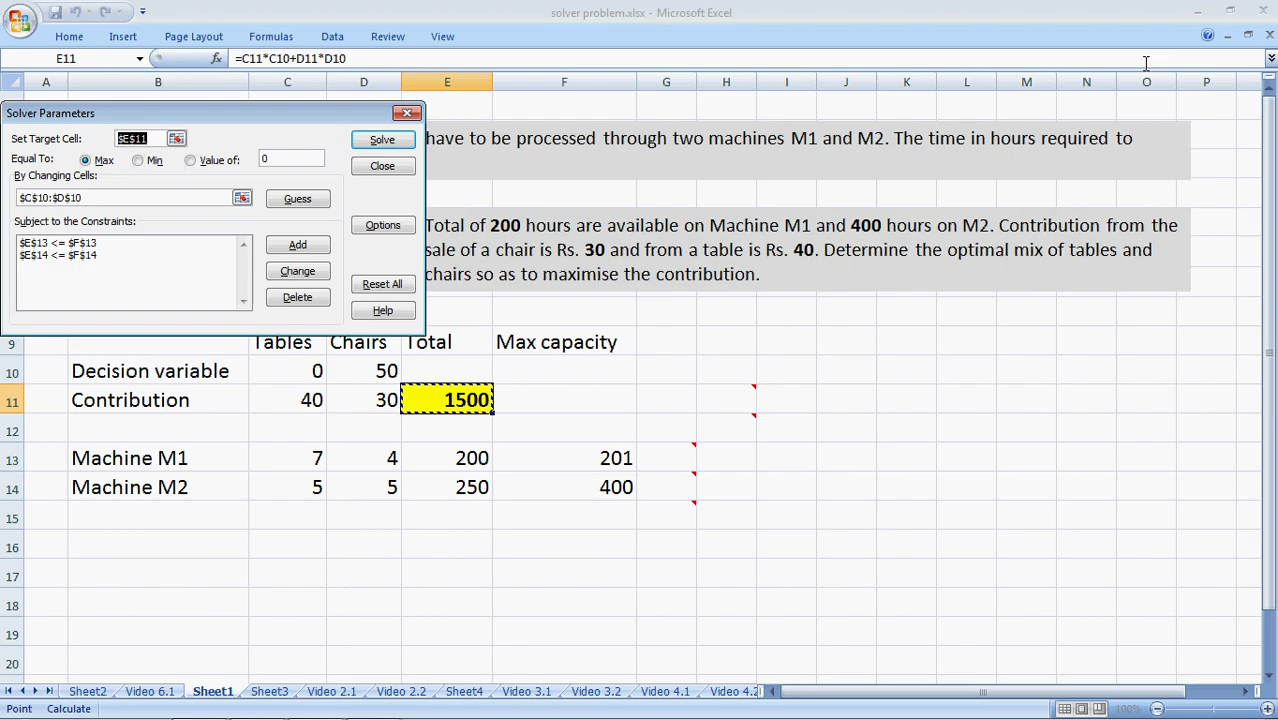 solver problem.xlsx - Microsoft Excel
Home Insert Page Layout Formulas Data Review View
E11 fx =C11*C10+D11*D10
A B C D E F G H I J K L M N O P
Solver Parameters
Set Target Cell: $E$11 Solve
Equal To: Max Min Value of: 0 Close
By Changing Cells:
$C$10:$D$10 Guess
Subject to the Constraints: Options
$E$13 <= $F$13 Add
$E$14 <= $F$14
Change
Reset All
Delete
Help
have to be processed through two machines M1 and M2. The time in hours required to
Total of 200 hours are available on Machine M1 and 400 hours on M2. Contribution from the
sale of a chair is Rs. 30 and from a table is Rs. 40. Determine the optimal mix of tables and
chairs so as to maximise the contribution.
9 Tables Chairs Total Max capacity
10 Decision variable 0 50
11 Contribution 40 30 1500
12
13 Machine M1 7 4 200 201
14 Machine M2 5 5 250 400
15
16
17
18
19
20
Sheet2 Video 6.1 Sheet1 Sheet3 Video 2.1 Video 2.2 Sheet4 Video 3.1 Video 3.2 Video 4.1 Video 4.2
Point Calculate 100%